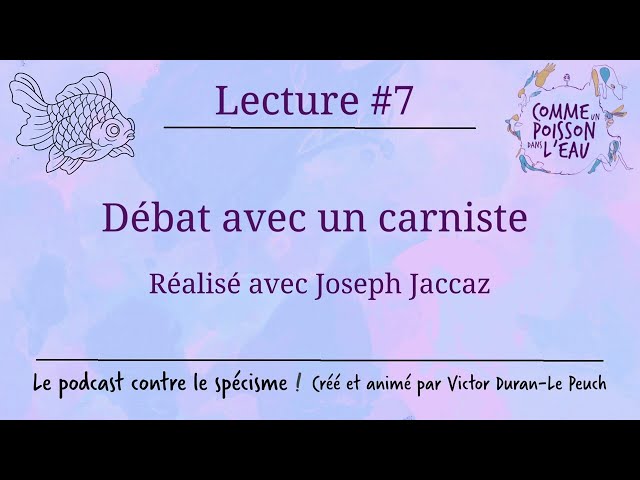 Lecture #7
COMME UN
POISSON
DANS L'EAU
Débat avec un carniste
Réalisé avec Joseph Jaccaz
Le podcast contre le spécisme ! Créé et animé par Victor Duran-Le Peuch